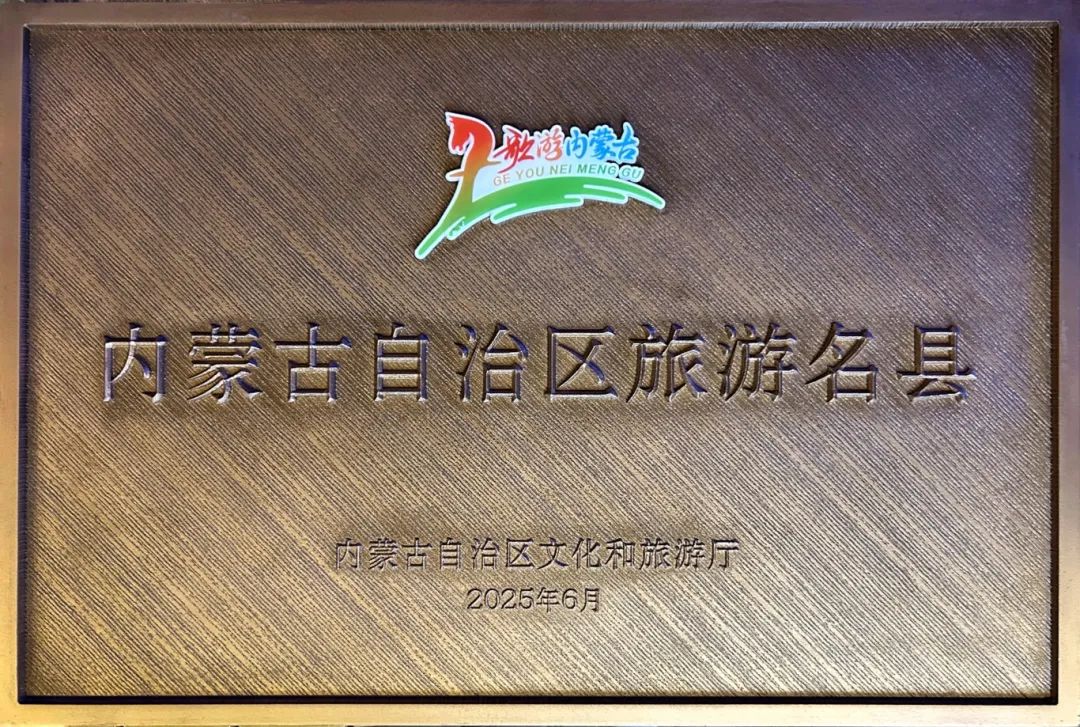 歌游内蒙古
GE YOU NEI MENG GU
内蒙古自治区旅游名县
内蒙古自治区文化和旅游厅
2025年6月